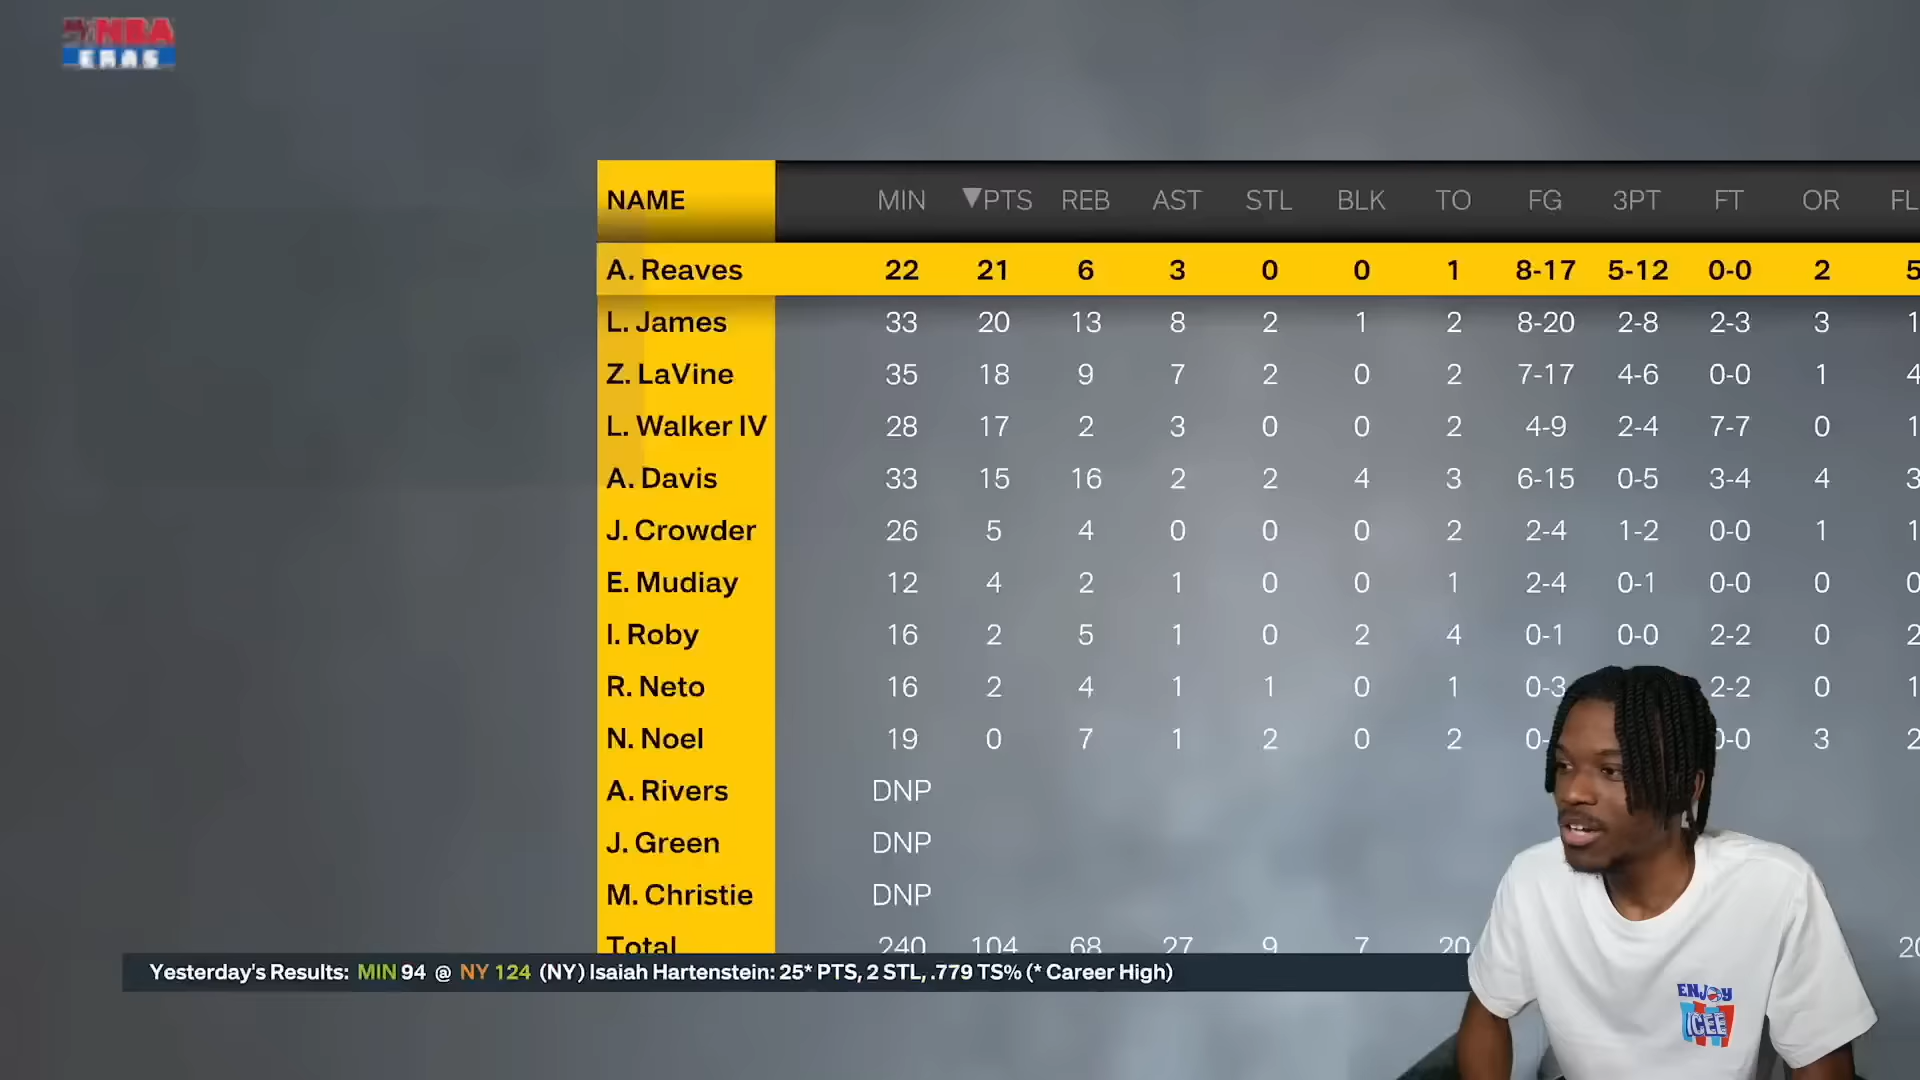 MyNBA
ERAS
NAME MIN ▼PTS REB AST STL BLK TO FG 3PT FT OR FL
A. Reaves 22 21 6 3 0 0 1 8-17 5-12 0-0 2 5
L. James 33 20 13 8 2 1 2 8-20 2-8 2-3 3 1
Z. LaVine 35 18 9 7 2 0 2 7-17 4-6 0-0 1 4
L. Walker IV 28 17 2 3 0 0 2 4-9 2-4 7-7 0 1
A. Davis 33 15 16 2 2 4 3 6-15 0-5 3-4 4 3
J. Crowder 26 5 4 0 0 0 2 2-4 1-2 0-0 1 1
E. Mudiay 12 4 2 1 0 0 1 2-4 0-1 0-0 0 0
I. Roby 16 2 5 1 0 2 4 0-1 0-0 2-2 0 2
R. Neto 16 2 4 1 1 0 1 0-3 2-2 0 1
N. Noel 19 0 7 1 2 0 2 0- 0-0 3 2
A. Rivers DNP
J. Green DNP
M. Christie DNP
Total 240 104 68 27 9 7 20 20
Yesterday's Results: MIN 94 @ NY 124 (NY) Isaiah Hartenstein: 25* PTS, 2 STL, .779 TS% (* Career High)
ENJOY
ICEE